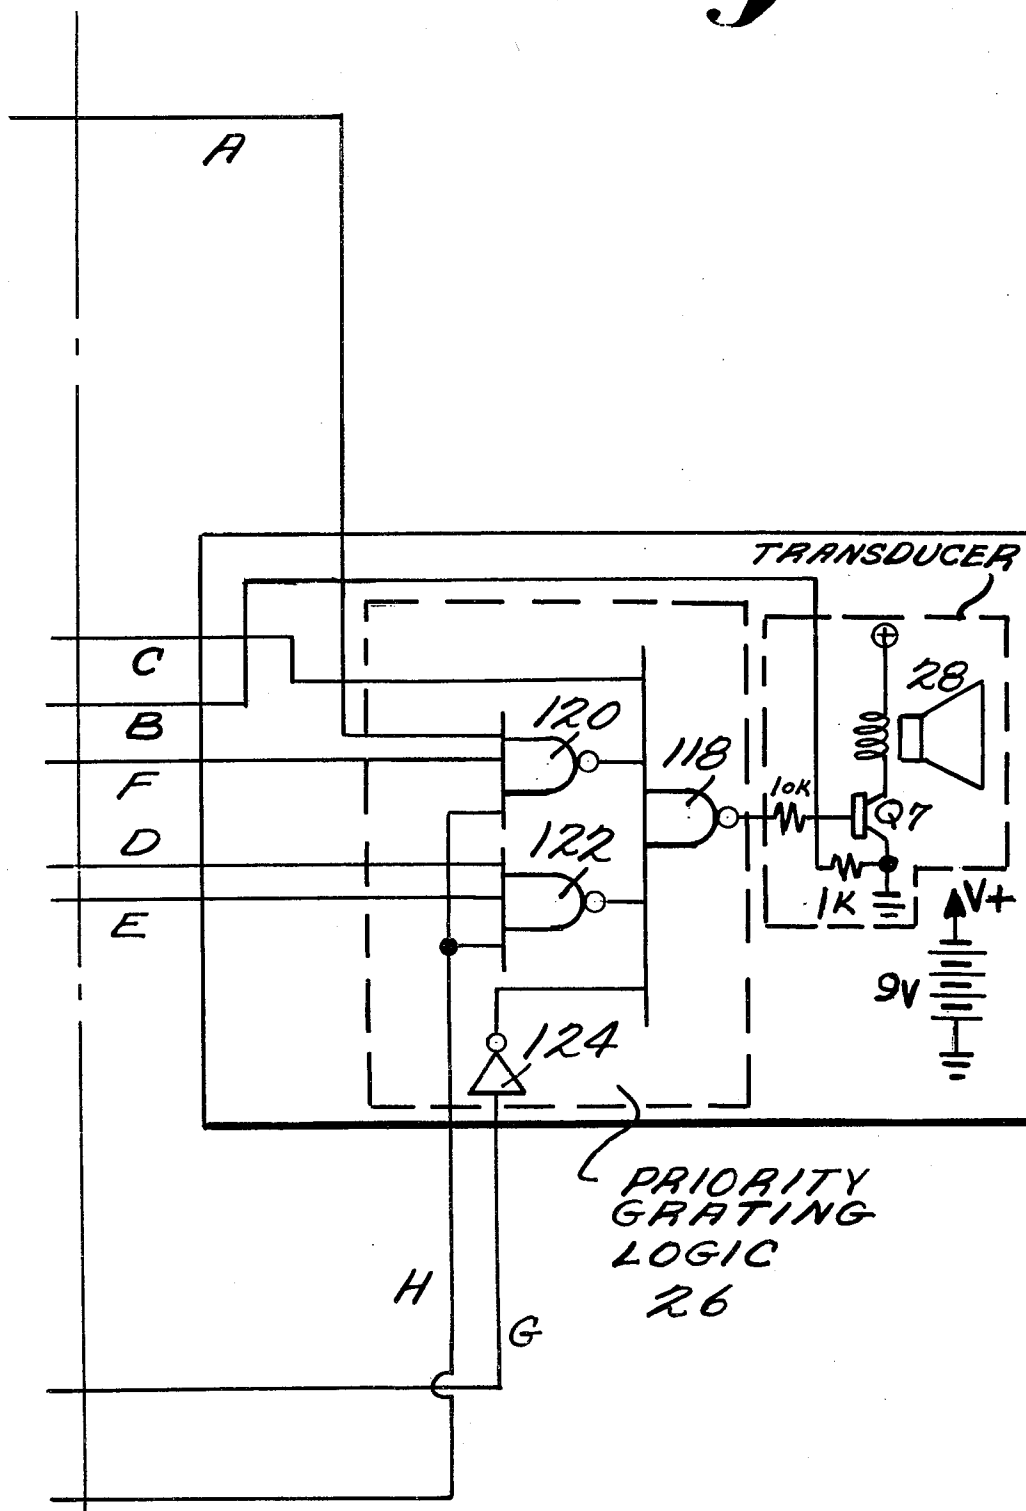 A
TRANSDUCER
C
28
B
120
118
F
10K
Q7
D
122
1K
V+
E
9V
124
PRIORITY
GRATING
LOGIC
26
H
G